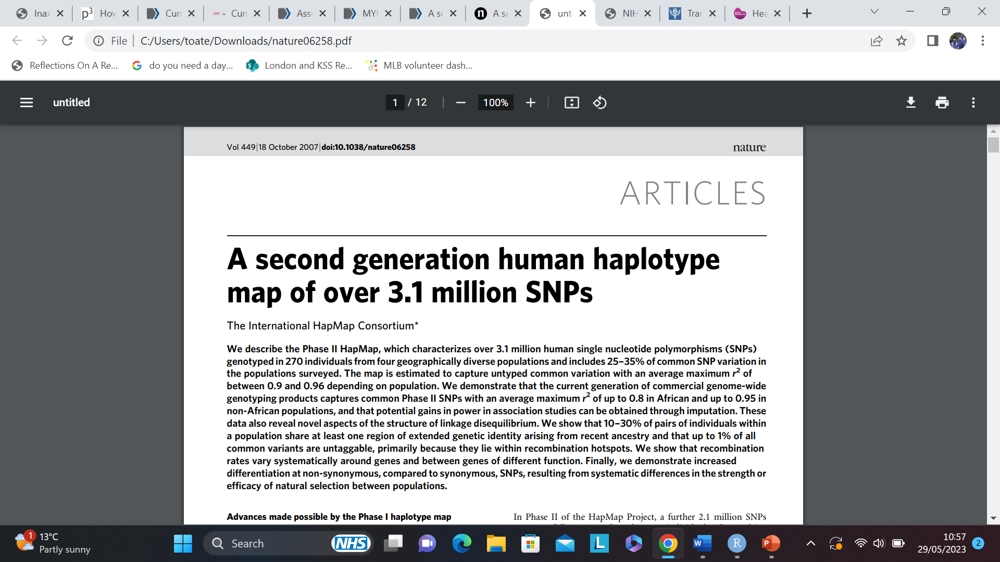 Inax
p3 How
Curr
JASN Curr
Asso
MYH
A se
n A se
unti
NIH
Tran
Hea
File
C:/Users/toate/Downloads/nature06258.pdf
Reflections On A Re...
G do you need a day...
London and KSS Re...
MLB volunteer dash...
untitled
1 / 12
100%
Vol 449|18 October 2007|doi:10.1038/nature06258
nature
ARTICLES
A second generation human haplotype
map of over 3.1 million SNPs
The International HapMap Consortium*
We describe the Phase II HapMap, which characterizes over 3.1 million human single nucleotide polymorphisms (SNPs)
genotyped in 270 individuals from four geographically diverse populations and includes 25–35% of common SNP variation in
the populations surveyed. The map is estimated to capture untyped common variation with an average maximum r² of
between 0.9 and 0.96 depending on population. We demonstrate that the current generation of commercial genome-wide
genotyping products captures common Phase II SNPs with an average maximum r² of up to 0.8 in African and up to 0.95 in
non-African populations, and that potential gains in power in association studies can be obtained through imputation. These
data also reveal novel aspects of the structure of linkage disequilibrium. We show that 10–30% of pairs of individuals within
a population share at least one region of extended genetic identity arising from recent ancestry and that up to 1% of all
common variants are untaggable, primarily because they lie within recombination hotspots. We show that recombination
rates vary systematically around genes and between genes of different function. Finally, we demonstrate increased
differentiation at non-synonymous, compared to synonymous, SNPs, resulting from systematic differences in the strength or
efficacy of natural selection between populations.
Advances made possible by the Phase I haplotype map
In Phase II of the HapMap Project, a further 2.1 million SNPs
1
13°C
Partly sunny
Search
NHS
L
W
R
P
10:57
29/05/2023
2